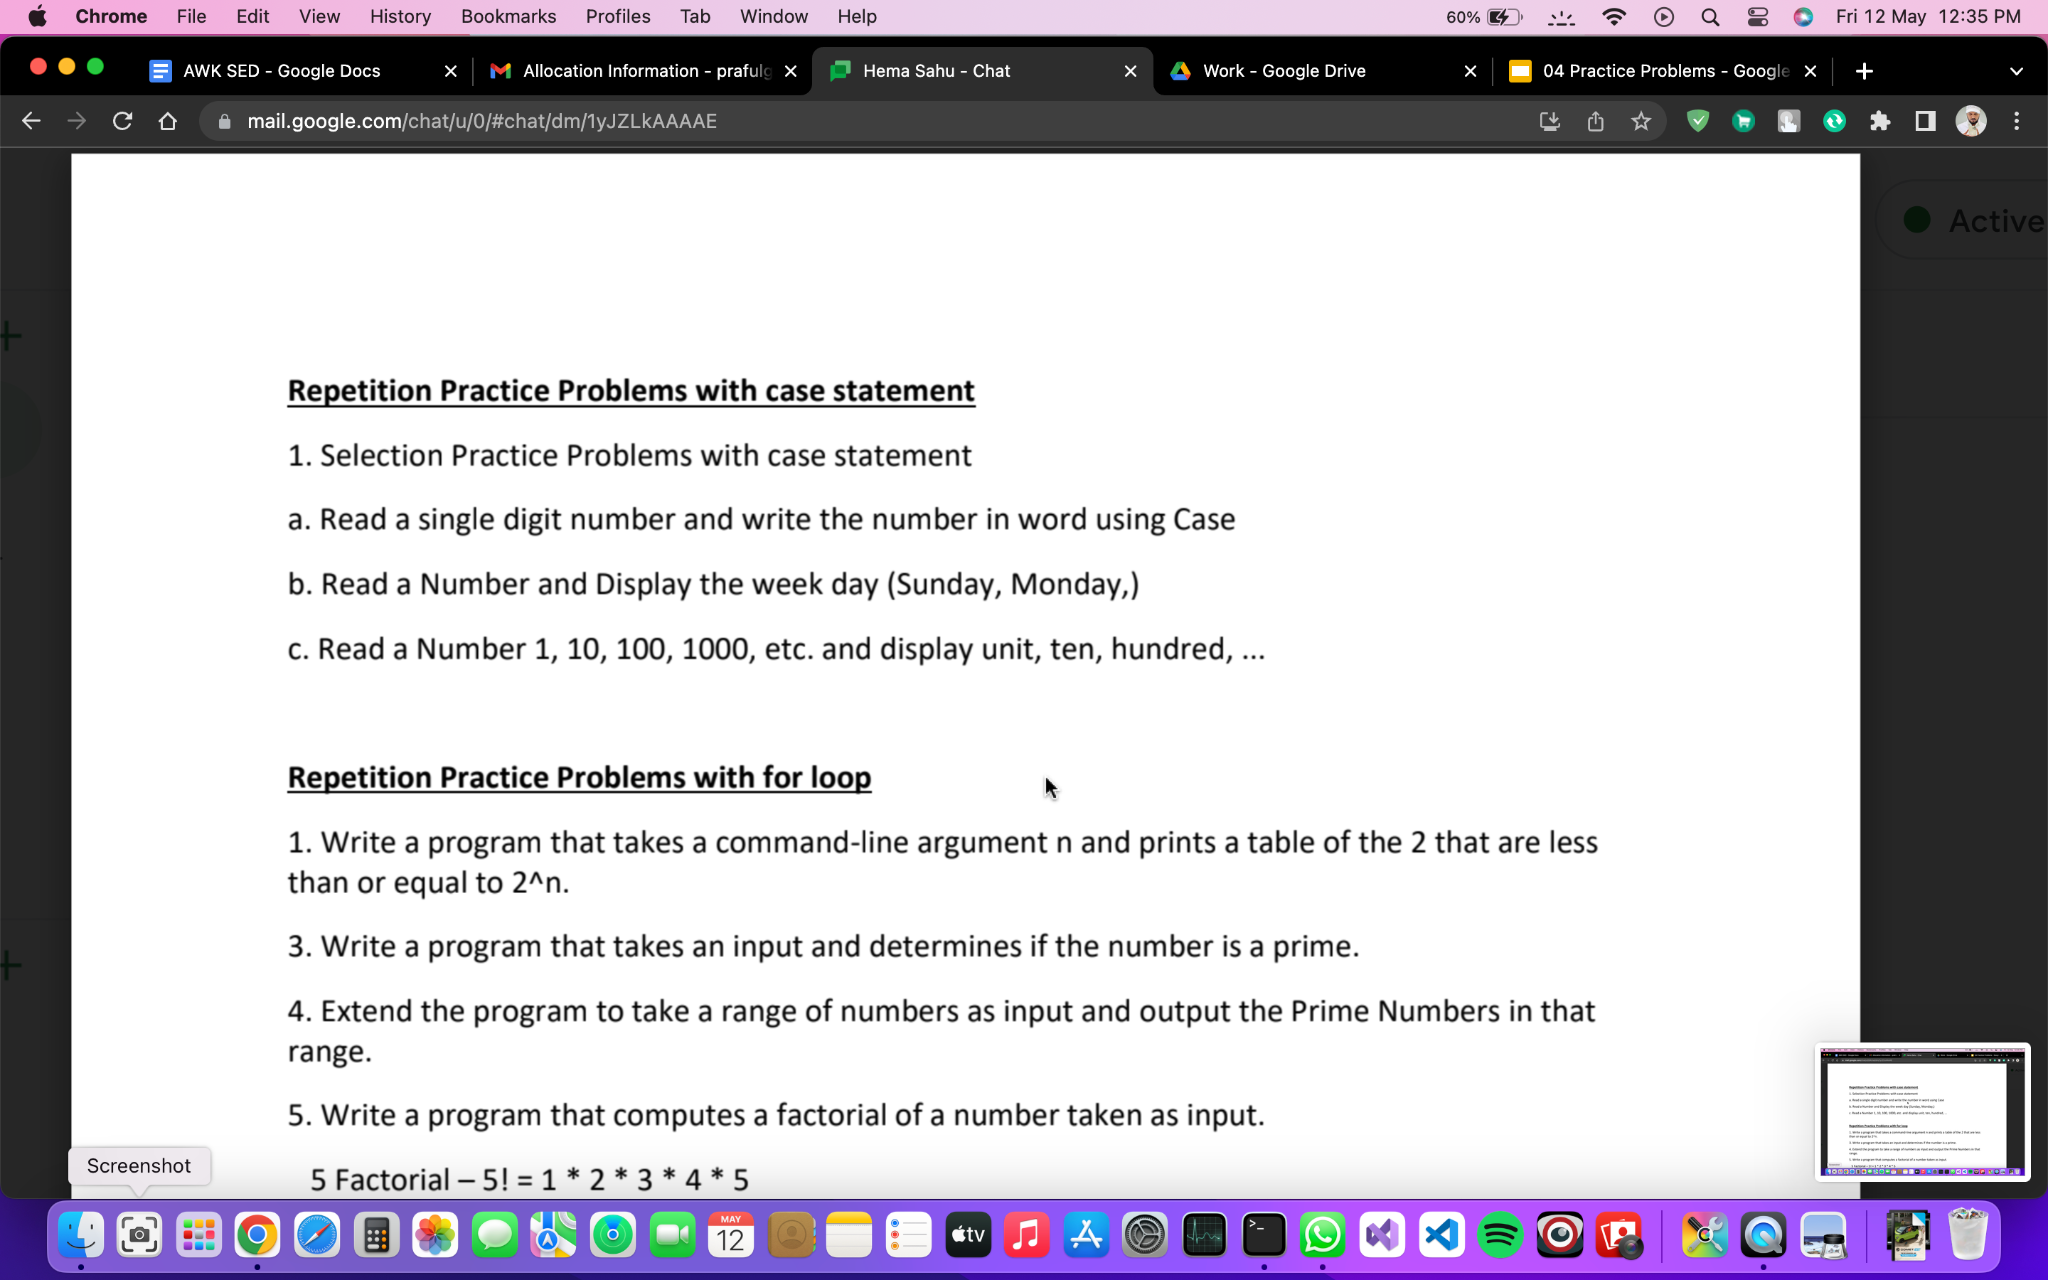 Chrome File Edit View History Bookmarks Profiles Tab Window Help 60% Fri 12 May 12:35 PM
AWK SED - Google Docs Allocation Information - prafulg Hema Sahu - Chat Work - Google Drive 04 Practice Problems - Google
mail.google.com/chat/u/0/#chat/dm/1yJZLkAAAAE
Active
Repetition Practice Problems with case statement
1. Selection Practice Problems with case statement
a. Read a single digit number and write the number in word using Case
b. Read a Number and Display the week day (Sunday, Monday,)
c. Read a Number 1, 10, 100, 1000, etc. and display unit, ten, hundred, ...
Repetition Practice Problems with for loop
1. Write a program that takes a command-line argument n and prints a table of the 2 that are less
than or equal to 2^n.
3. Write a program that takes an input and determines if the number is a prime.
4. Extend the program to take a range of numbers as input and output the Prime Numbers in that
range.
5. Write a program that computes a factorial of a number taken as input.
5 Factorial – 5! = 1 * 2 * 3 * 4 * 5
Screenshot
MAY
12
tv